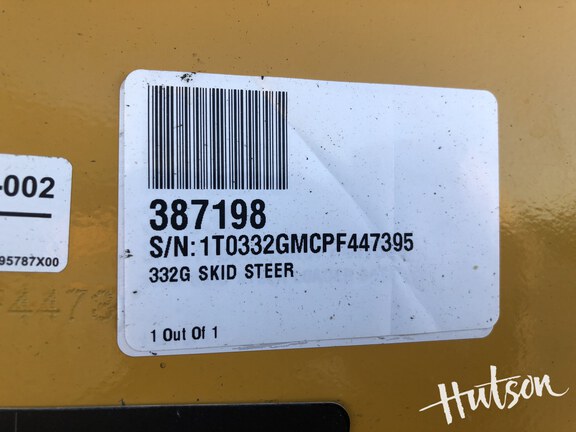 -002
95787X00
387198
S/N: 1T0332GMCPF447395
332G SKID STEER
1 Out Of 1
Hutson